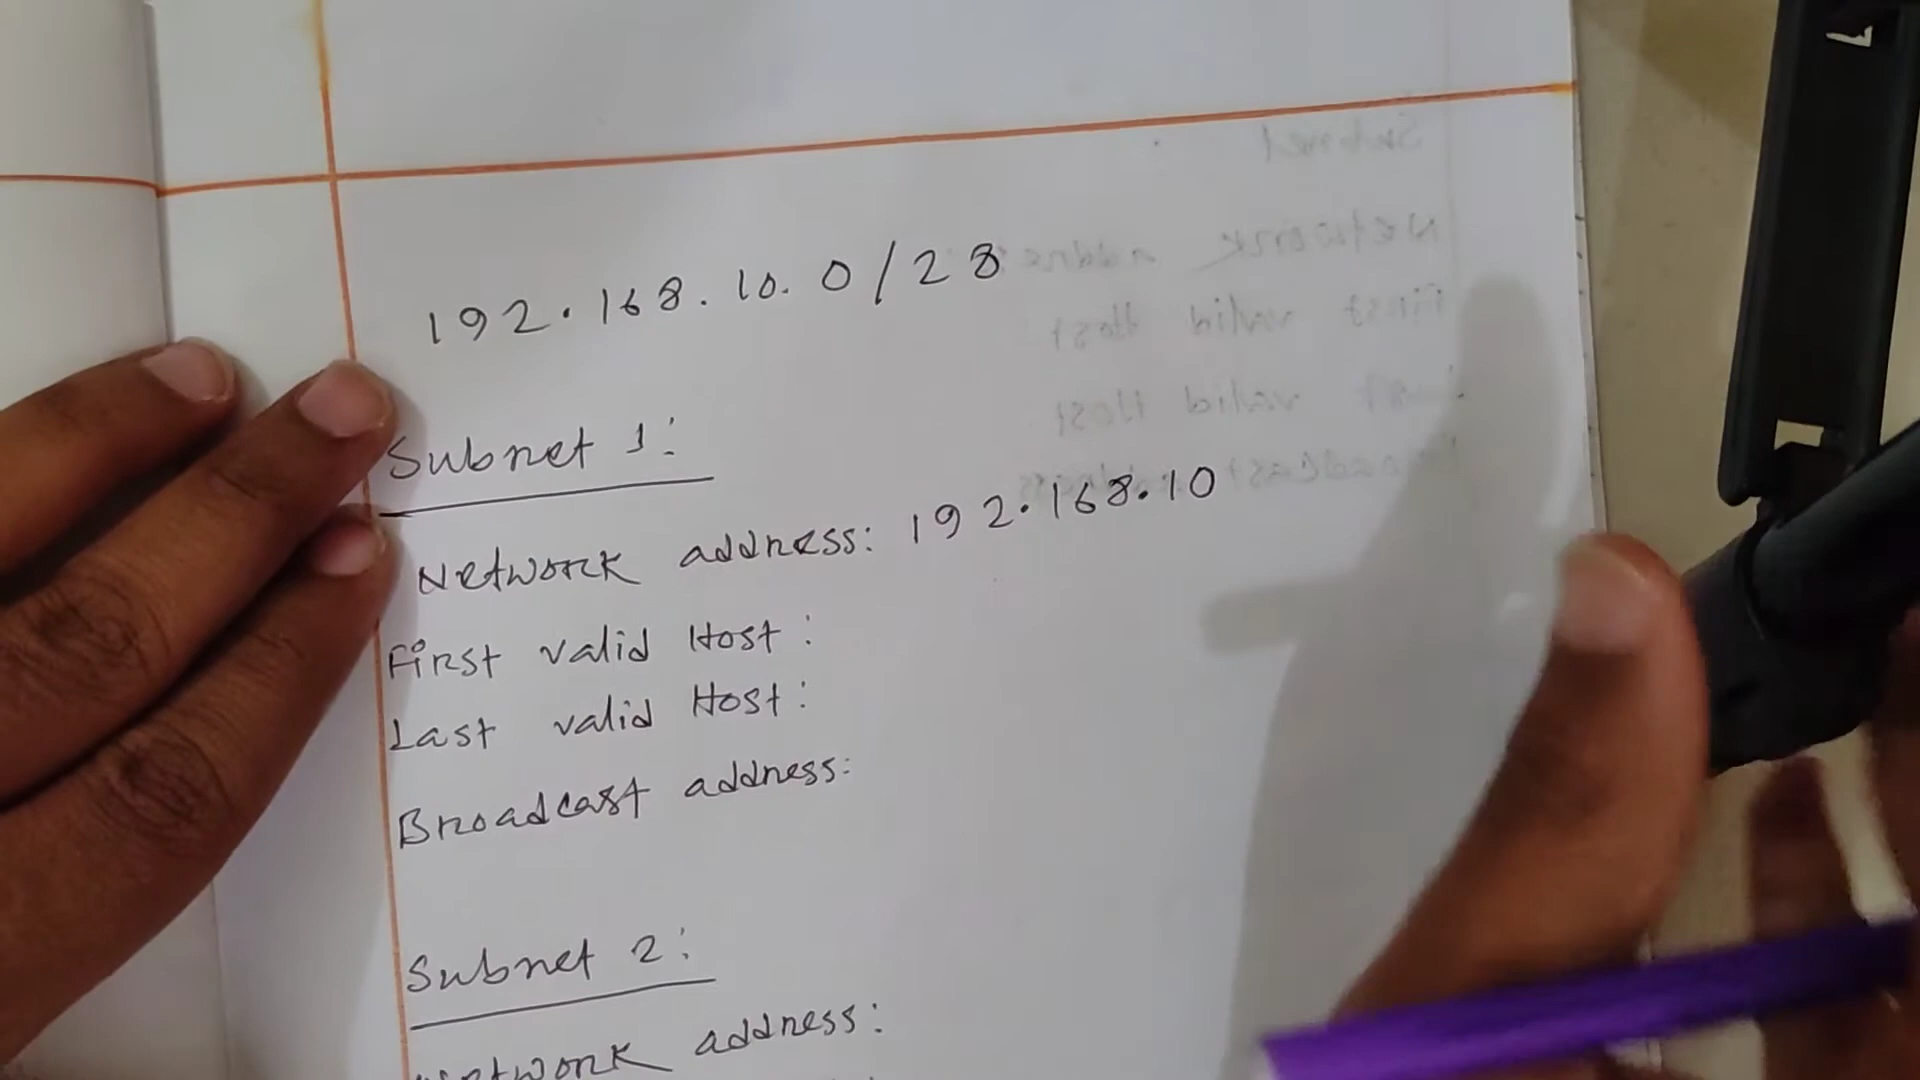 192.168.10.0/28
Subnet 1:
Network address: 192.168.10
First valid Host:
Last valid Host:
Broadcast address:
Subnet 2:
Network address: